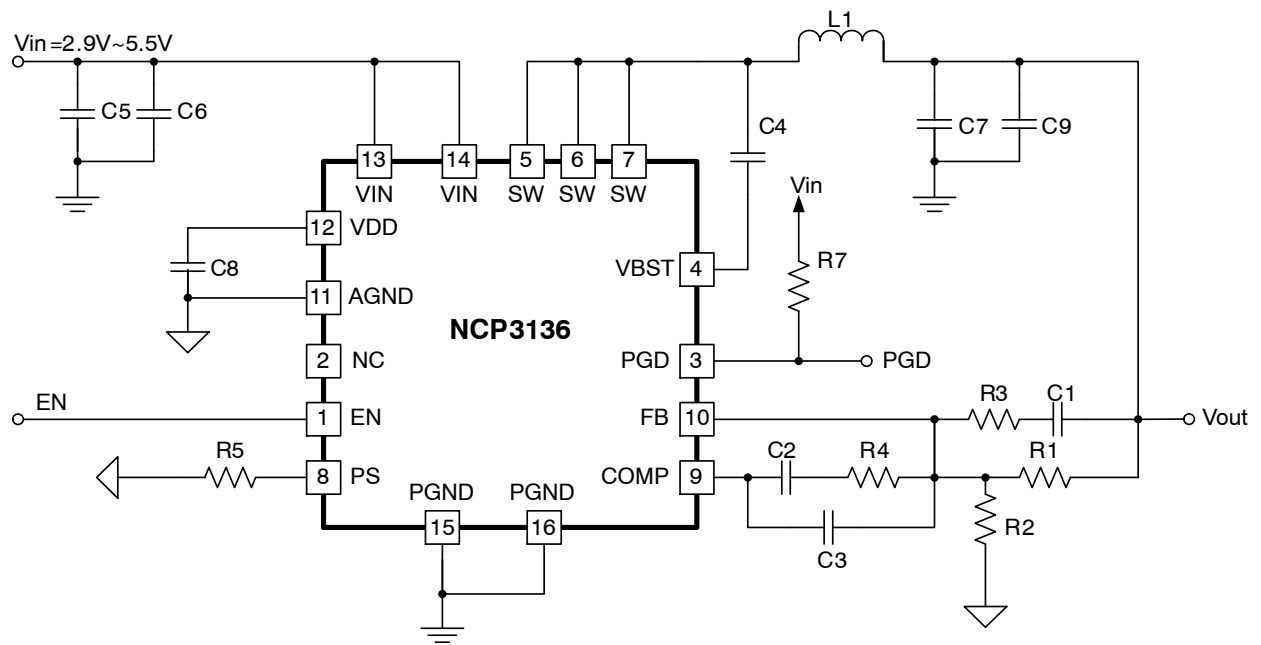 L1
Vin=2.9V~5.5V
C5 C6 C4 C7 C9
13 14 5 6 7
VIN VIN SW SW SW
Vin
12 VDD
C8
VBST 4
R7
11 AGND
NCP3136
2 NC
PGD 3
PGD
EN
1 EN
FB 10
R3 C1
Vout
R5
8 PS
COMP 9
C2 R4
R1
PGND PGND
15 16
R2
C3